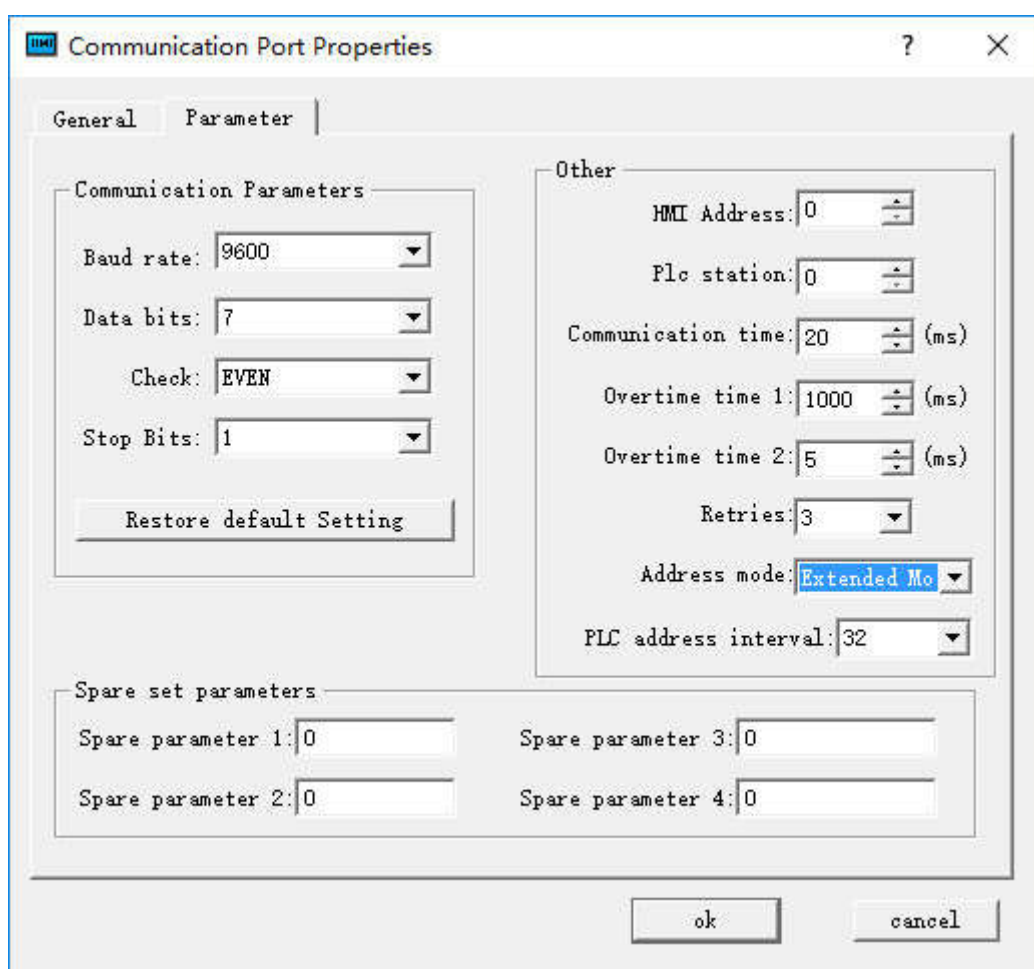 Communication Port Properties ?
General Parameter
Communication Parameters
Baud rate: 9600
Data bits: 7
Check: EVEN
Stop Bits: 1
Restore default Setting
Other
HMI Address: 0
Plc station: 0
Communication time: 20 (ms)
Overtime time 1: 1000 (ms)
Overtime time 2: 5 (ms)
Retries: 3
Address mode: Extended Mo
PLC address interval: 32
Spare set parameters
Spare parameter 1: 0
Spare parameter 2: 0
Spare parameter 3: 0
Spare parameter 4: 0
ok
cancel